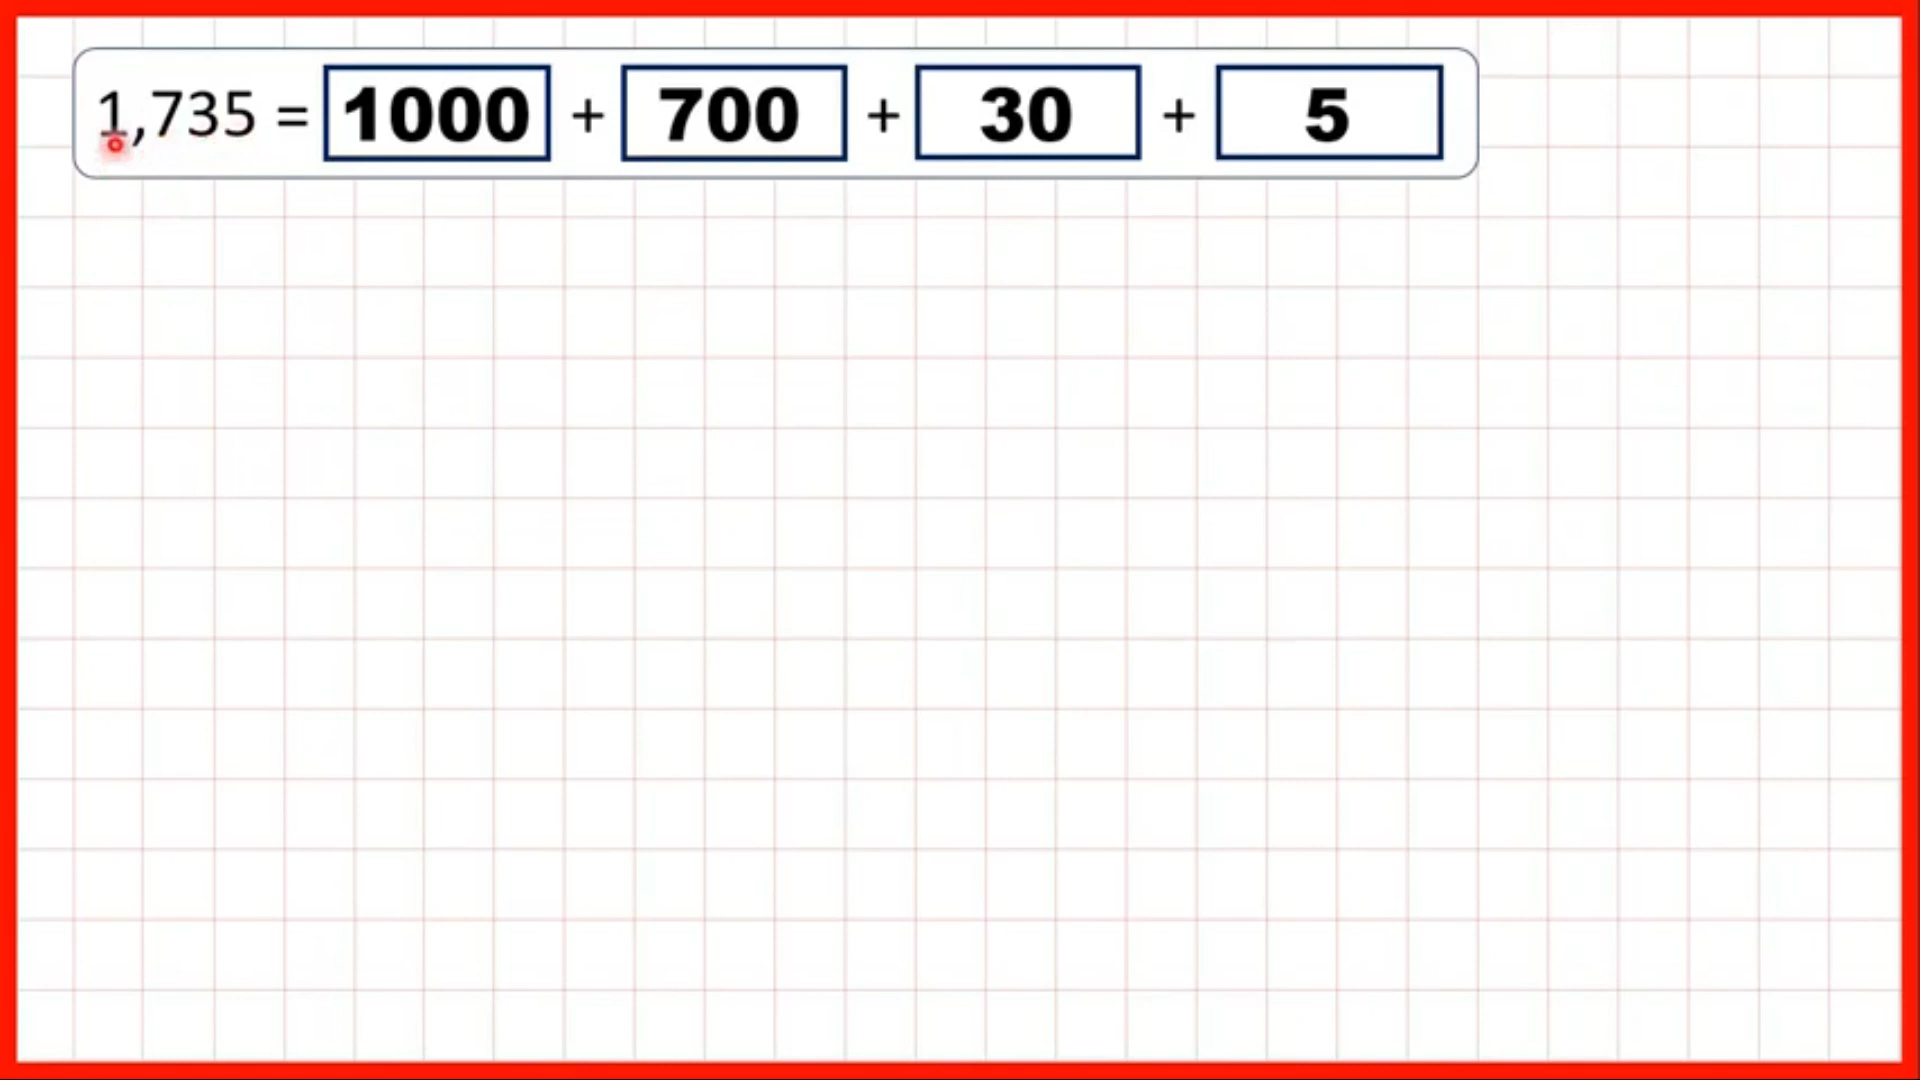 1,735 = 1000 + 700 + 30 + 5